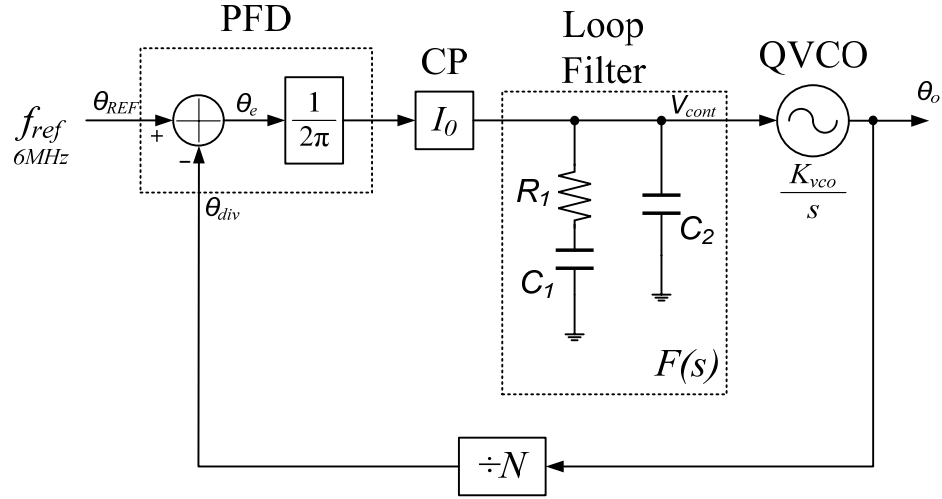 PFD
CP
Loop
Filter
QVCO
f_ref
6MHz
θ_REF
+
-
θ_e
1
2π
I_0
V_cont
θ_o
K_vco
s
θ_div
R_1
C_1
C_2
F(s)
÷N